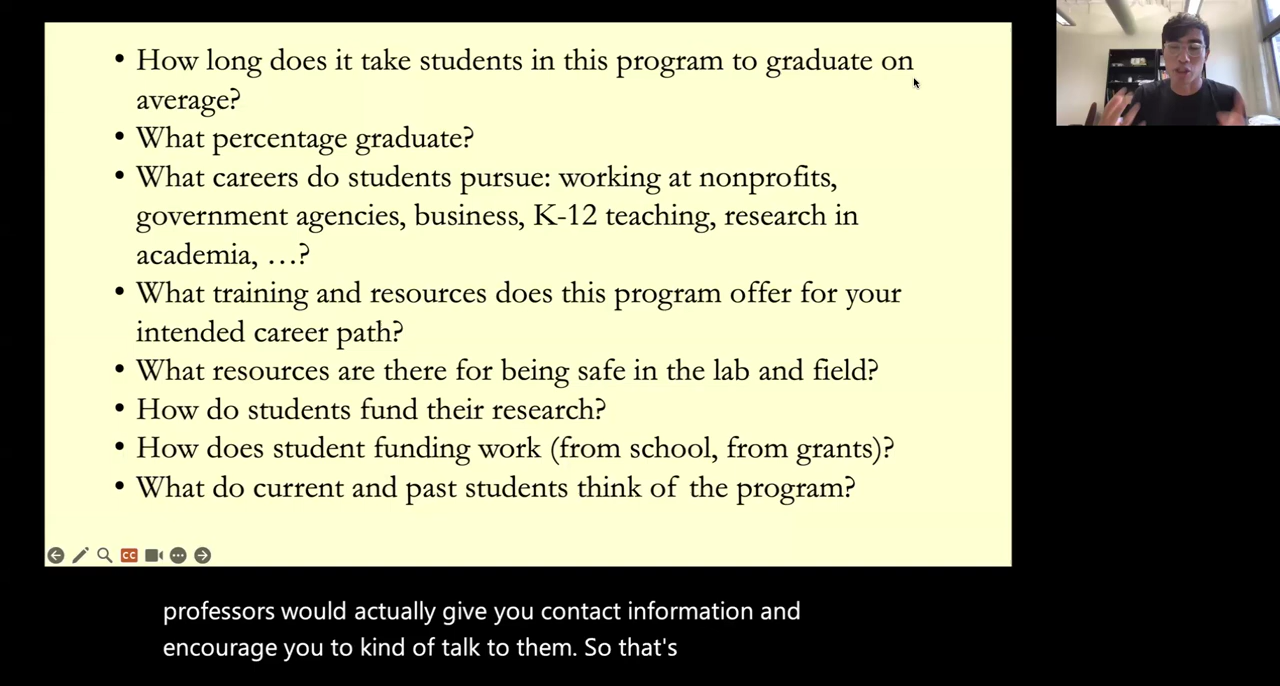 • How long does it take students in this program to graduate on
average?
• What percentage graduate?
• What careers do students pursue: working at nonprofits,
government agencies, business, K-12 teaching, research in
academia, …?
• What training and resources does this program offer for your
intended career path?
• What resources are there for being safe in the lab and field?
• How do students fund their research?
• How does student funding work (from school, from grants)?
• What do current and past students think of the program?
CC
professors would actually give you contact information and
encourage you to kind of talk to them. So that's